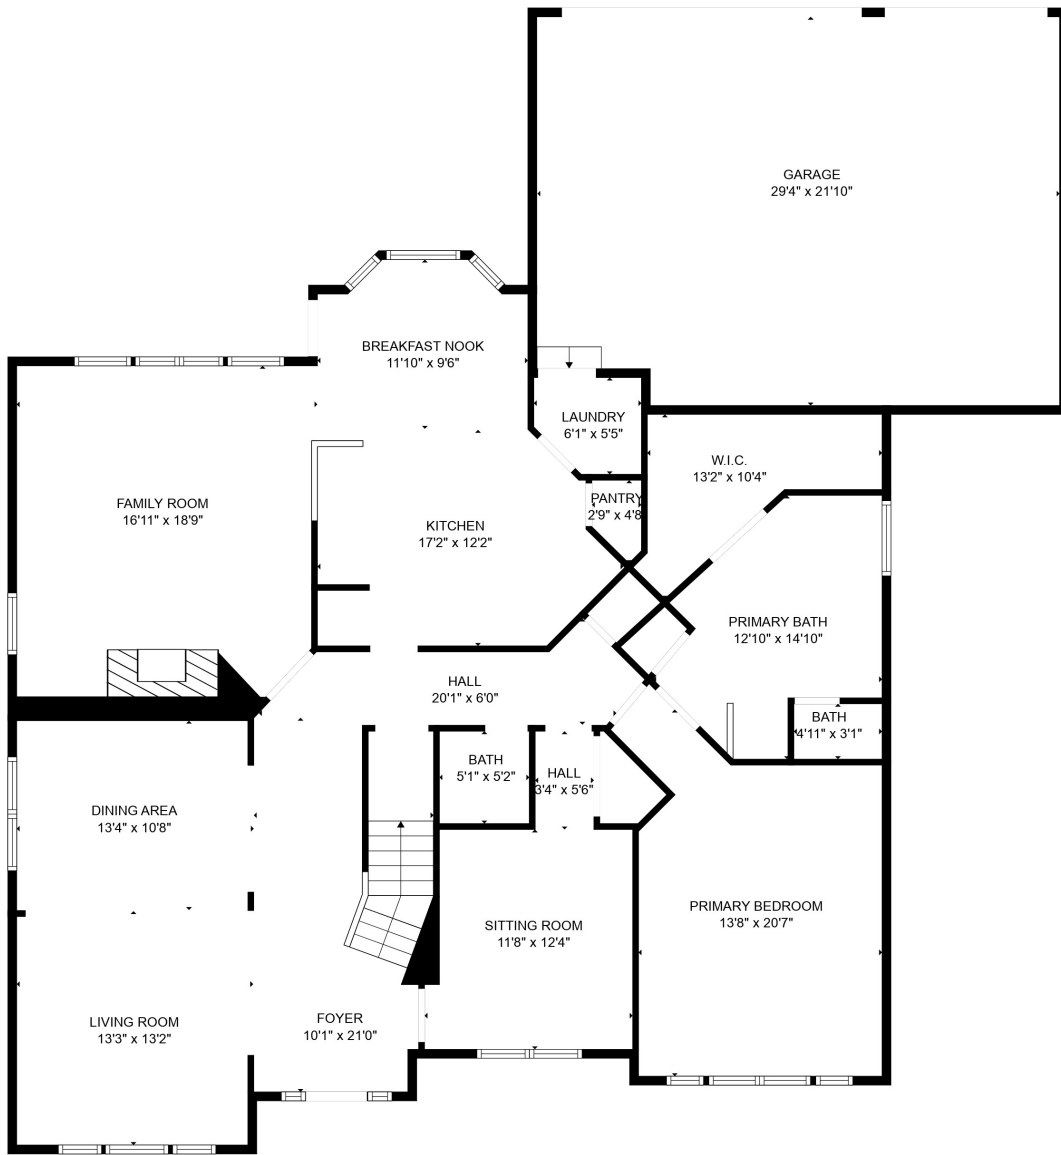 GARAGE
29'4" x 21'10"
BREAKFAST NOOK
11'10" x 9'6"
LAUNDRY
6'1" x 5'5"
W.I.C.
13'2" x 10'4"
FAMILY ROOM
16'11" x 18'9"
PANTRY
2'9" x 4'8
KITCHEN
17'2" x 12'2"
PRIMARY BATH
12'10" x 14'10"
HALL
20'1" x 6'0"
BATH
4'11" x 3'1"
BATH
5'1" x 5'2"
HALL
3'4" x 5'6"
DINING AREA
13'4" x 10'8"
PRIMARY BEDROOM
13'8" x 20'7"
SITTING ROOM
11'8" x 12'4"
LIVING ROOM
13'3" x 13'2"
FOYER
10'1" x 21'0"